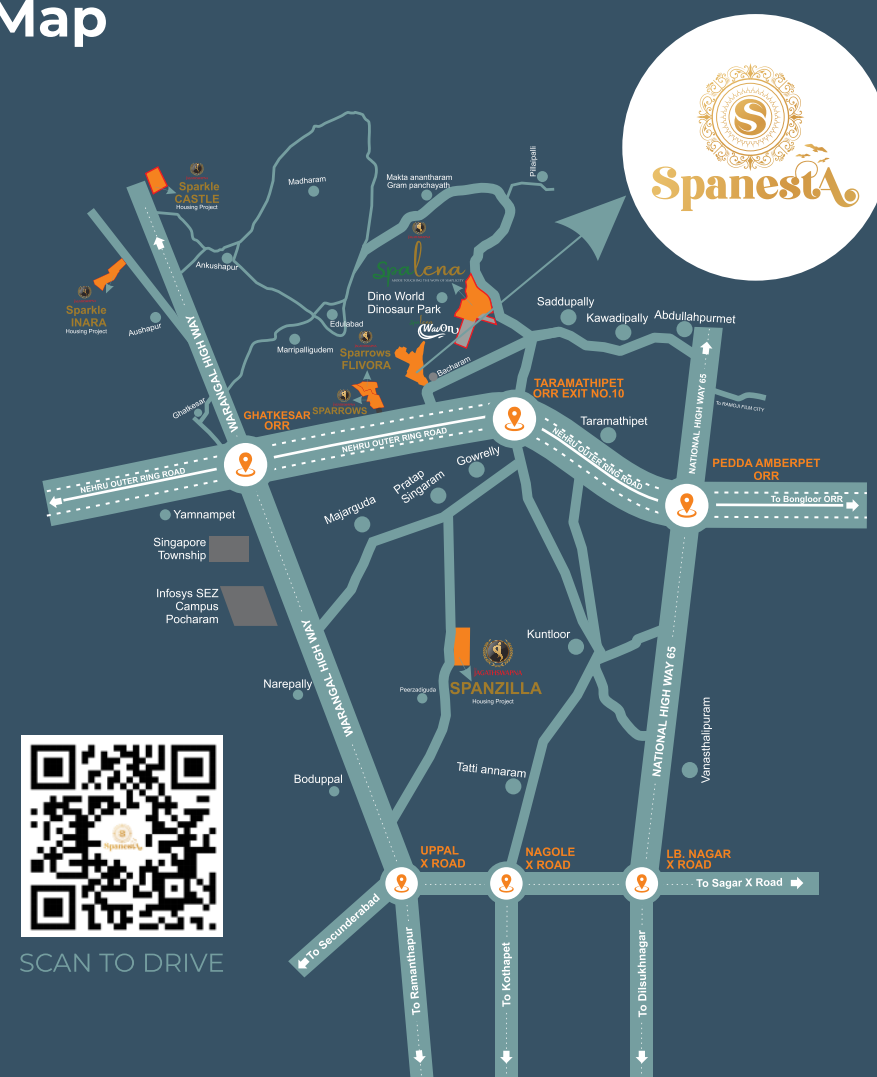 Map
SpanestA
Sparkle
CASTLE
Housing Project
Madharam
Makta anantharam
Gram panchayath
Pillaipalli
Ankushapur
Spalena
Sparkle
INARA
Housing Project
Aushapur
Dino World
Dinosaur Park
WavOn
Saddupally
Kawadipally
Abdullahpurmet
Edulabad
Marripalligudem
Sparrows
FLIVORA
Bacharam
SPARROWS
Ghatkesar
WARANGAL HIGH WAY
GHATKESAR
ORR
TARAMATHIPET
ORR EXIT NO.10
NATIONAL HIGH WAY 65
To RAMOJI FILM CITY
Taramathipet
NEHRU OUTER RING ROAD
NEHRU OUTER RING ROAD
NEHRU OUTER RING ROAD
PEDDA AMBERPET
ORR
To Bongloor ORR
Gowrelly
Pratap
Singaram
Majarguda
Yamnampet
Singapore
Township
Infosys SEZ
Campus
Pocharam
WARANGAL HIGH WAY
Kuntloor
SPANZILLA
Housing Project
Peerzadiguda
Narepally
NATIONAL HIGH WAY 65
Vanasthalipuram
Boduppal
Tatti annaram
SpanestA
UPPAL
X ROAD
NAGOLE
X ROAD
LB. NAGAR
X ROAD
To Sagar X Road
To Secunderabad
To Ramanthapur
To Kothapet
To Dilsukhnagar
SCAN TO DRIVE